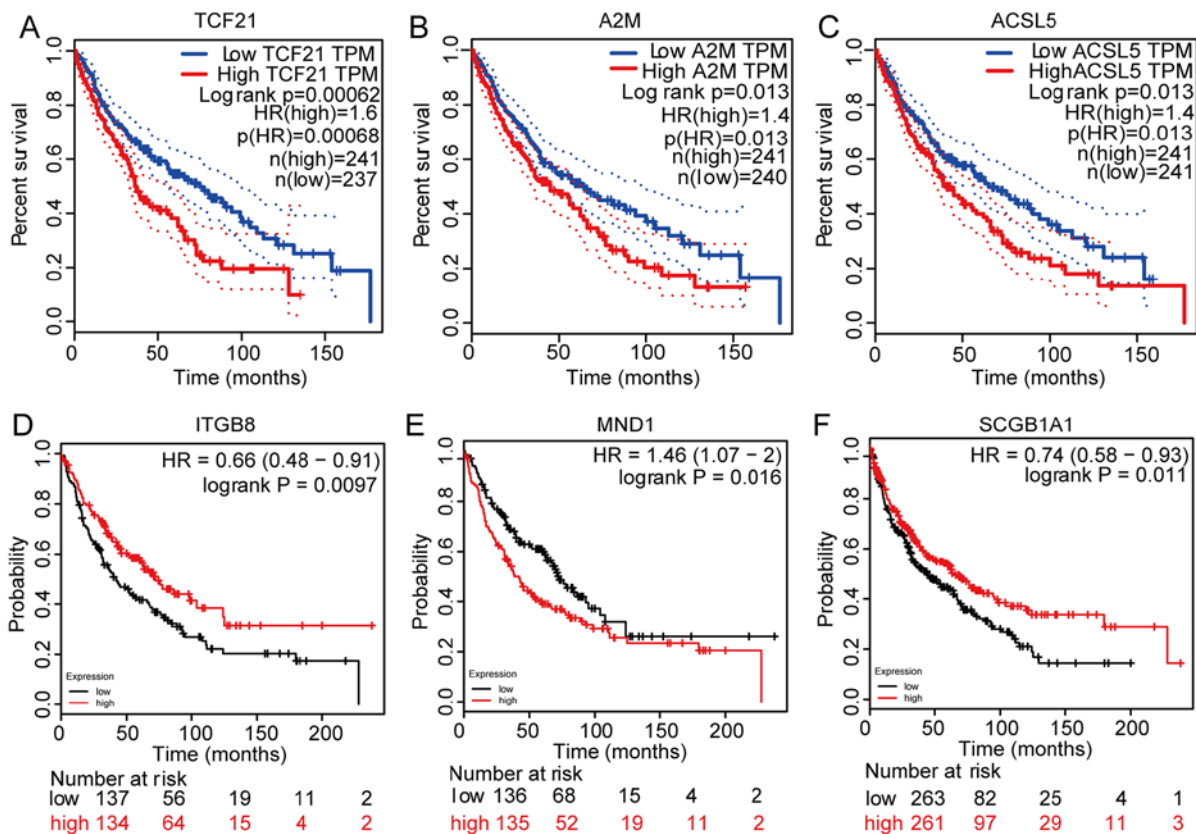 A
TCF21
Low TCF21 TPM
High TCF21 TPM
Logrank p=0.00062
HR(high)=1.6
p(HR)=0.00068
n(high)=241
n(low)=237
Percent survival
0.0 0.2 0.4 0.6 0.8 1.0
0 50 100 150
Time (months)
B
A2M
Low A2M TPM
High A2M TPM
Log rank p=0.013
HR(high)=1.4
p(HR)=0.013
n(high)=241
n(low)=240
Percent survival
0.0 0.2 0.4 0.6 0.8 1.0
0 50 100 150
Time (months)
C
ACSL5
Low ACSL5 TPM
HighACSL5 TPM
Log rank p=0.013
HR(high)=1.4
p(HR)=0.013
n(high)=241
n(low)=241
Percent survival
0.0 0.2 0.4 0.6 0.8 1.0
0 50 100 150
Time (months)
D
ITGB8
HR = 0.66 (0.48 − 0.91)
logrank P = 0.0097
Probability
0.0 0.2 0.4 0.6 0.8 1.0
Expression
low
high
0 50 100 150 200
Time (months)
Number at risk
low 137 56 19 11 2
high 134 64 15 4 2
E
MND1
HR = 1.46 (1.07 − 2)
logrank P = 0.016
Probability
0.0 0.2 0.4 0.6 0.8 1.0
Expression
low
high
0 50 100 150 200
Time (months)
Number at risk
low 136 68 15 4 2
high 135 52 19 11 2
F
SCGB1A1
HR = 0.74 (0.58 − 0.93)
logrank P = 0.011
Probability
0.0 0.2 0.4 0.6 0.8 1.0
Expression
low
high
0 50 100 150 200
Time (months)
Number at risk
low 263 82 25 4 1
high 261 97 29 11 3